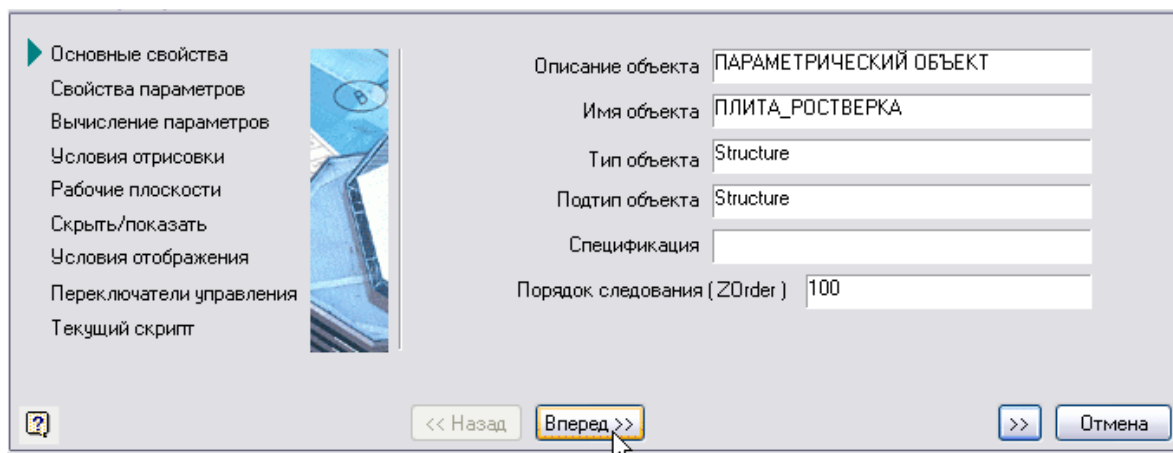 Основные свойства
Свойства параметров
Вычисление параметров
Условия отрисовки
Рабочие плоскости
Скрыть/показать
Условия отображения
Переключатели управления
Текущий скрипт
В
Описание объекта ПАРАМЕТРИЧЕСКИЙ ОБЪЕКТ
Имя объекта ПЛИТА_РОСТВЕРКА
Тип объекта Structure
Подтип объекта Structure
Спецификация
Порядок следования ( ZOrder ) 100
?
<< Назад Вперед >> >> Отмена